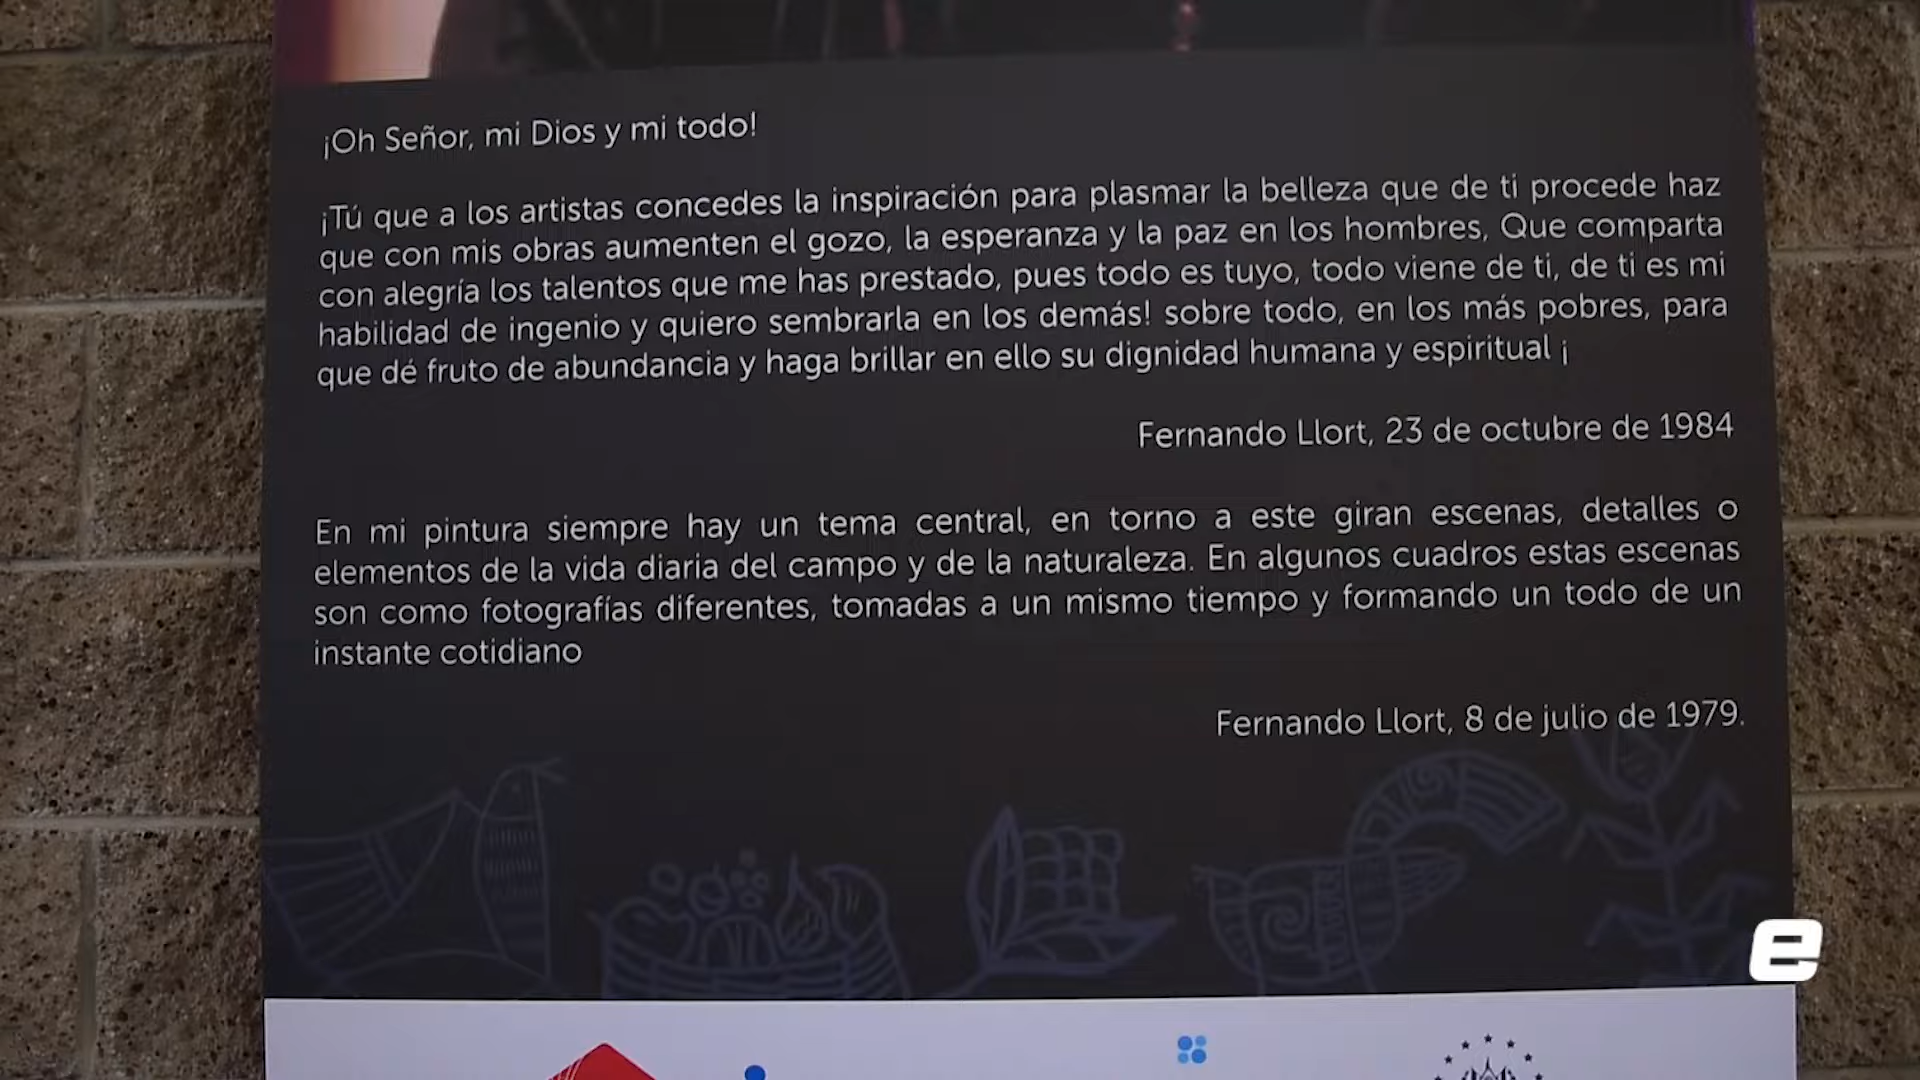 ¡Oh Señor, mi Dios y mi todo!
¡Tú que a los artistas concedes la inspiración para plasmar la belleza que de ti procede haz
que con mis obras aumenten el gozo, la esperanza y la paz en los hombres, Que comparta
con alegría los talentos que me has prestado, pues todo es tuyo, todo viene de ti, de ti es mi
habilidad de ingenio y quiero sembrarla en los demás! sobre todo, en los más pobres, para
que dé fruto de abundancia y haga brillar en ello su dignidad humana y espiritual ¡
Fernando Llort, 23 de octubre de 1984
En mi pintura siempre hay un tema central, en torno a este giran escenas, detalles o
elementos de la vida diaria del campo y de la naturaleza. En algunos cuadros estas escenas
son como fotografías diferentes, tomadas a un mismo tiempo y formando un todo de un
instante cotidiano
Fernando Llort, 8 de julio de 1979.
e